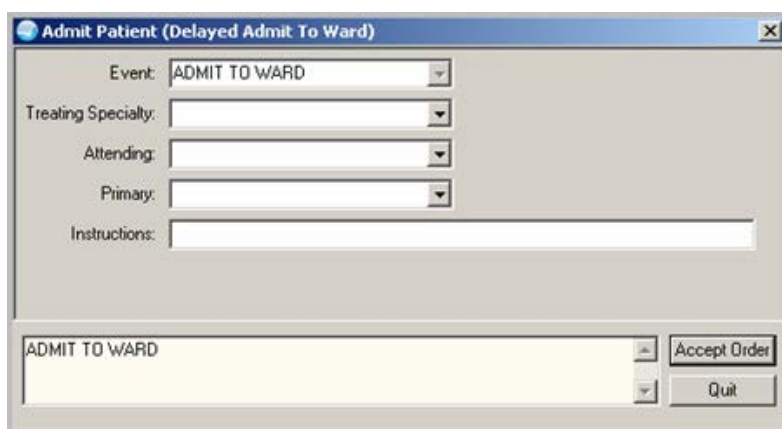 Admit Patient (Delayed Admit To Ward)
Event: ADMIT TO WARD
Treating Specialty:
Attending:
Primary:
Instructions:
ADMIT TO WARD
Accept Order
Quit